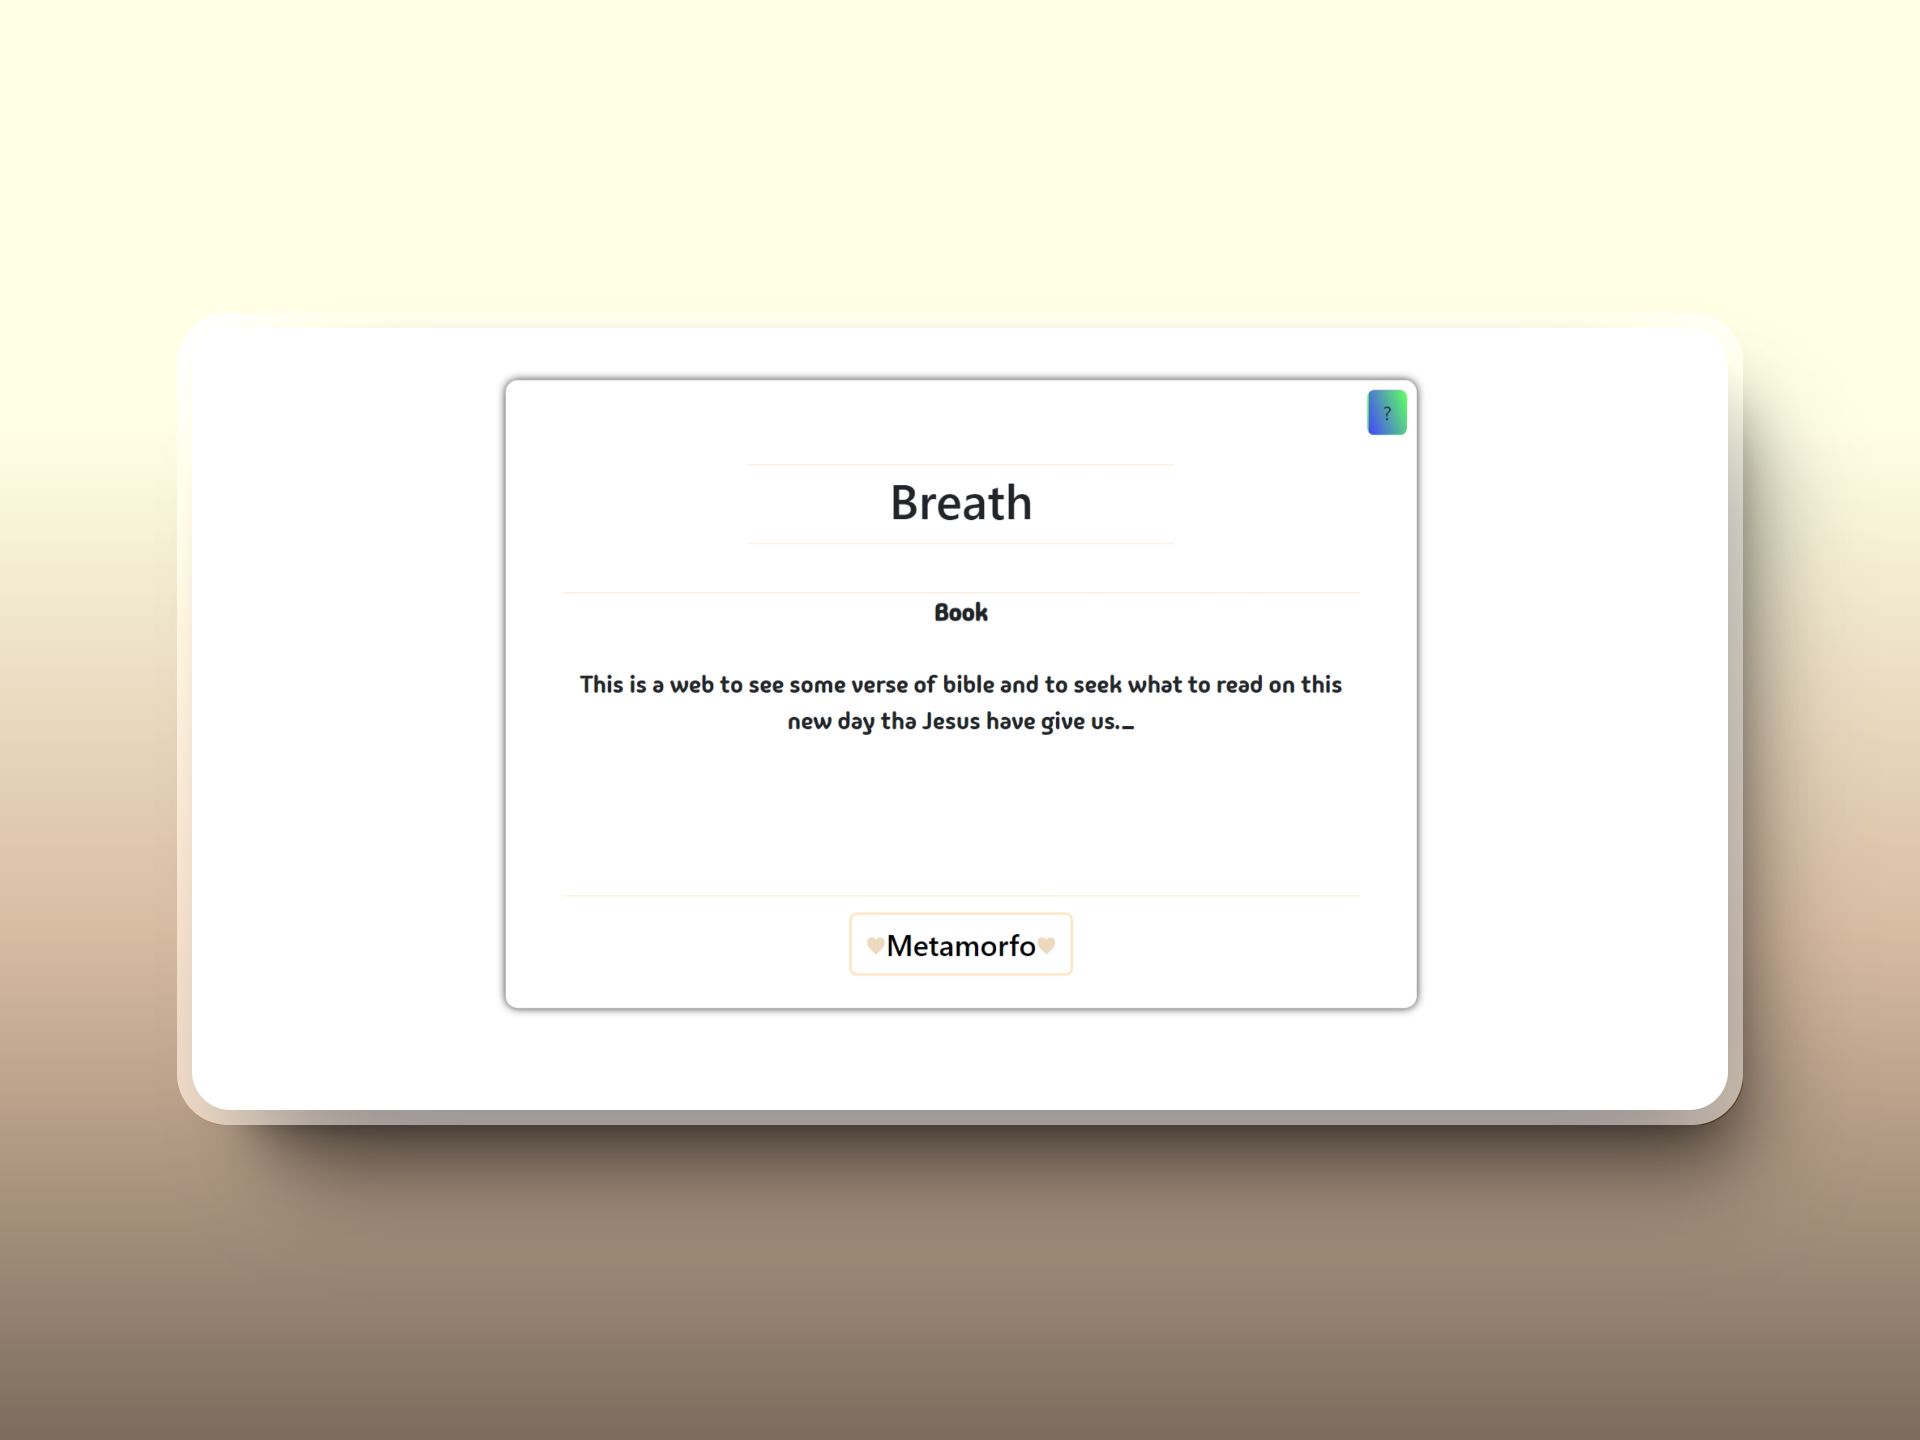 ?
Breath
Book
This is a web to see some verse of bible and to seek what to read on this
new day tha Jesus have give us._
Metamorfo